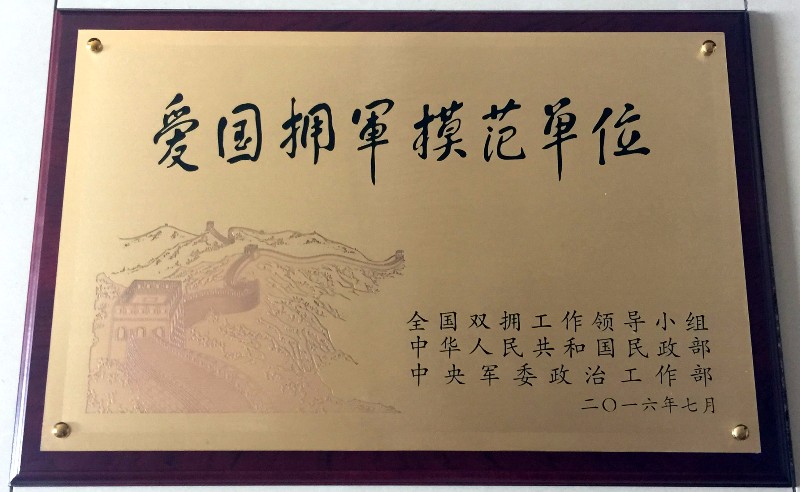 爱国拥軍模范单位
全国双拥工作领导小组
中华人民共和国民政部
中央军委政治工作部
二〇一六年七月